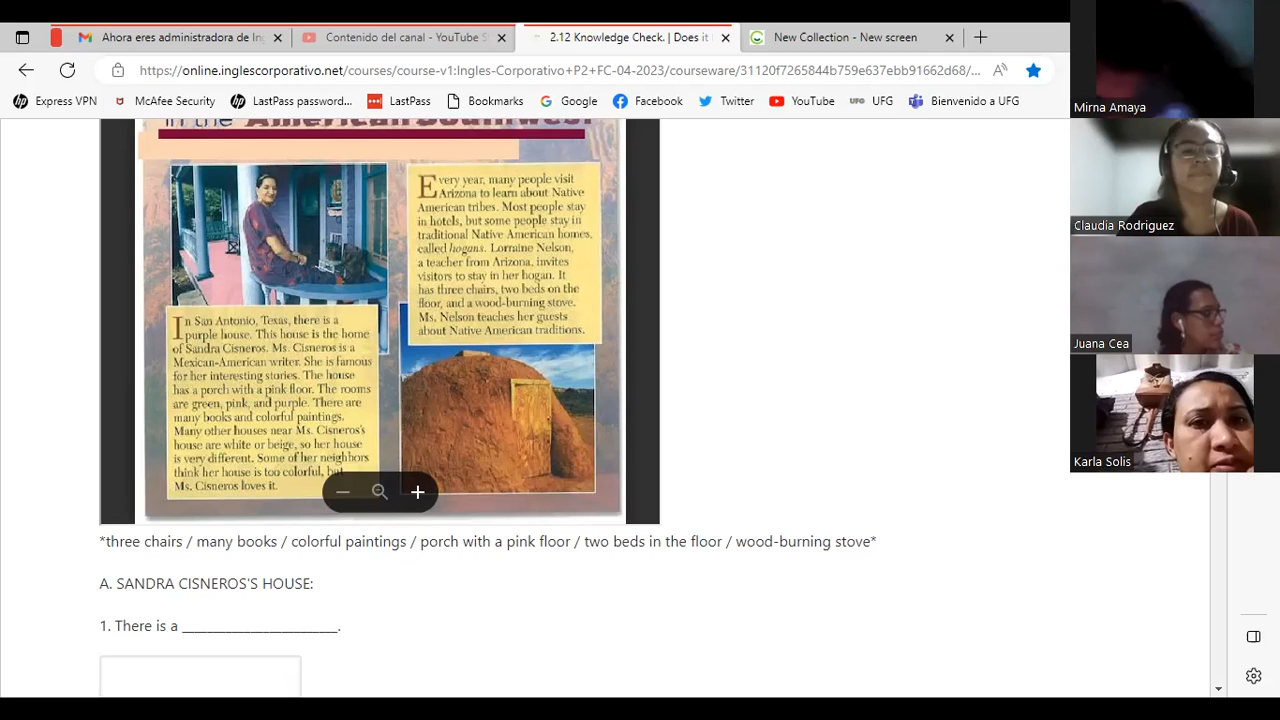 Ahora eres administradora de Ing
Contenido del canal - YouTube S
2.12 Knowledge Check. | Does it
New Collection - New screen
https://online.inglescorporativo.net/courses/course-v1:Ingles-Corporativo+P2+FC-04-2023/courseware/31120f7265844b759e637ebb91662d68/...
Express VPN
McAfee Security
LastPass password...
LastPass
Bookmarks
Google
Facebook
Twitter
YouTube
UFG
Bienvenido a UFG
in the American Southwest
Every year, many people visit
Arizona to learn about Native
American tribes. Most people stay
in hotels, but some people stay in
traditional Native American homes,
called hogans. Lorraine Nelson,
a teacher from Arizona, invites
visitors to stay in her hogan. It
has three chairs, two beds on the
floor, and a wood-burning stove.
Ms. Nelson teaches her guests
about Native American traditions.
In San Antonio, Texas, there is a
purple house. This house is the home
of Sandra Cisneros. Ms. Cisneros is a
Mexican-American writer. She is famous
for her interesting stories. The house
has a porch with a pink floor. The rooms
are green, pink, and purple. There are
many books and colorful paintings.
Many other houses near Ms. Cisneros's
house are white or beige, so her house
is very different. Some of her neighbors
think her house is too colorful, but
Ms. Cisneros loves it.
*three chairs / many books / colorful paintings / porch with a pink floor / two beds in the floor / wood-burning stove*
A. SANDRA CISNEROS'S HOUSE:
1. There is a ______________________.
Mirna Amaya
Claudia Rodriguez
Juana Cea
Karla Solis